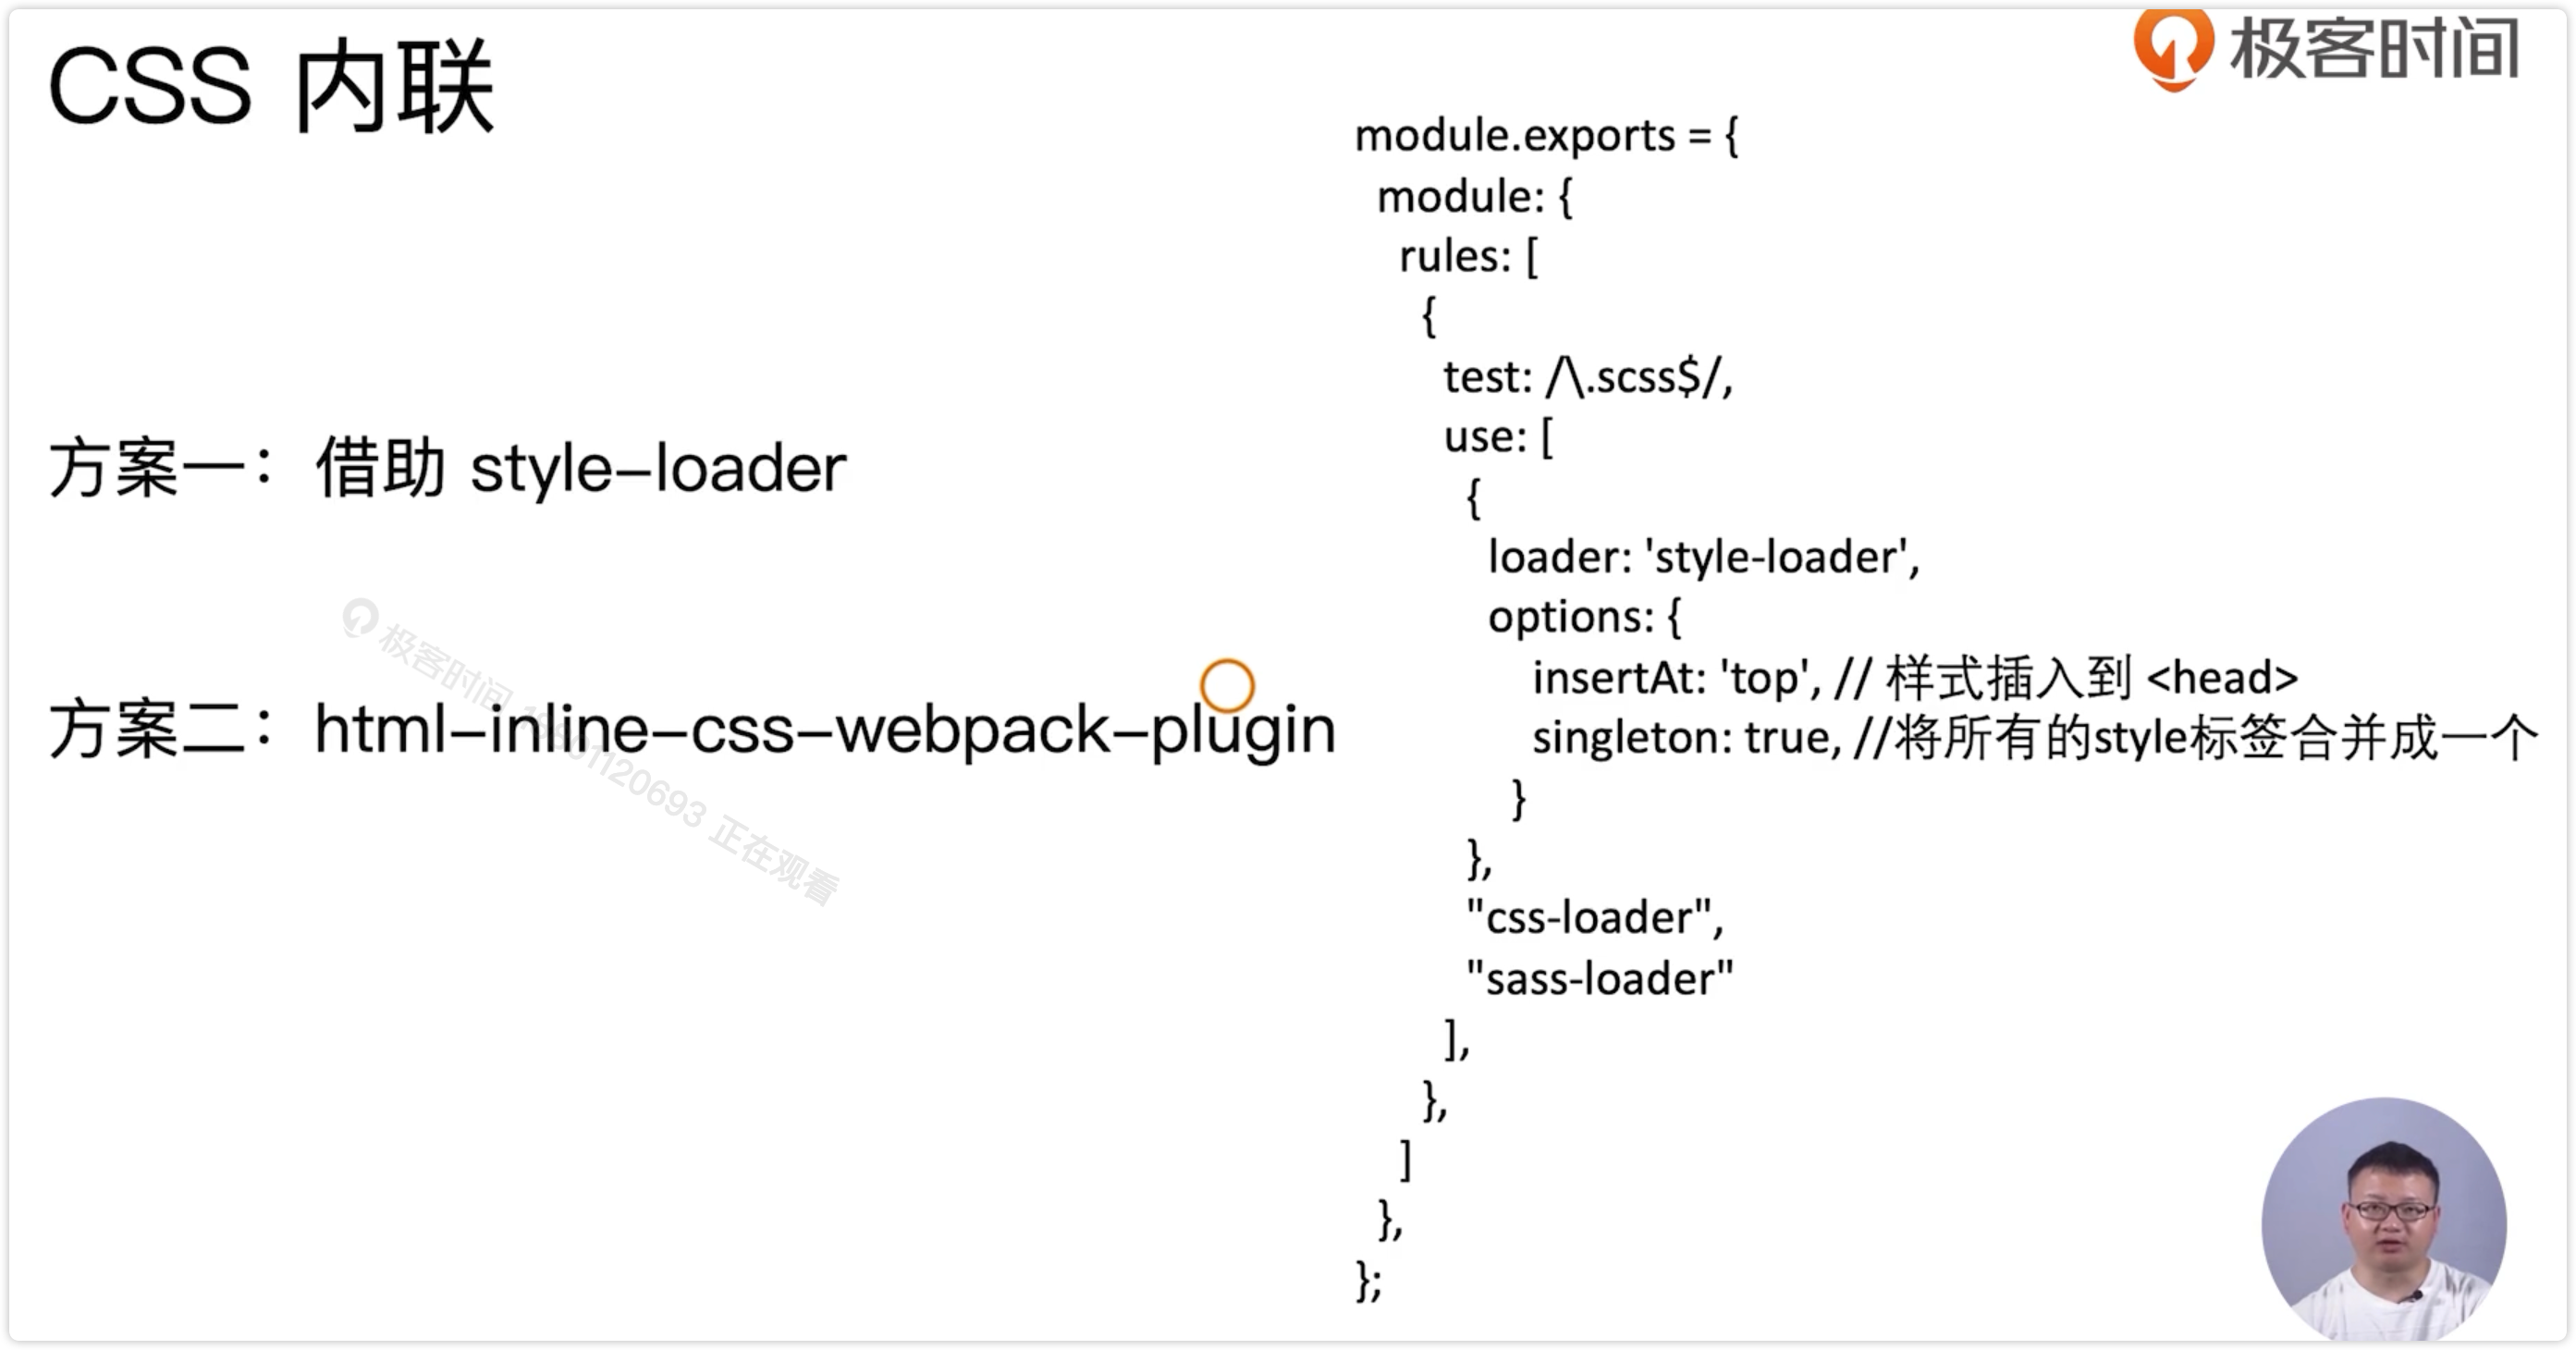 CSS 内联
极客时间
方案一：借助 style-loader
方案二：html-inline-css-webpack-plugin
module.exports = {
module: {
rules: [
{
test: /\.scss$/,
use: [
{
loader: 'style-loader',
options: {
insertAt: 'top', // 样式插入到 <head>
singleton: true, //将所有的style标签合并成一个
}
},
"css-loader",
"sass-loader"
],
},
]
},
};
极客时间 正在观看